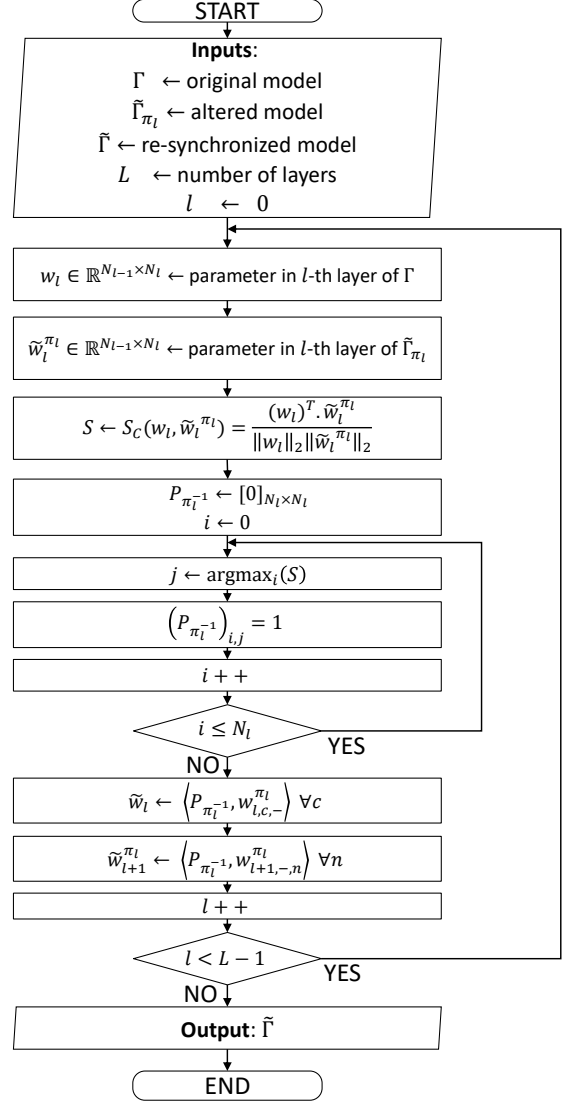 START
Inputs:
Γ ← original model
Γ̃_{π_l} ← altered model
Γ̃ ← re-synchronized model
L ← number of layers
l ← 0
w_l ∈ ℝ^{N_{l−1}×N_l} ← parameter in l-th layer of Γ
w̃_l^{π_l} ∈ ℝ^{N_{l−1}×N_l} ← parameter in l-th layer of Γ̃_{π_l}
S ← S_C(w_l, w̃_l^{π_l}) = (w_l)^T. w̃_l^{π_l} / ‖w_l‖_2‖w̃_l^{π_l}‖_2
P_{π_l^{−1}} ← [0]_{N_l×N_l}
i ← 0
j ← argmax_i(S)
(P_{π_l^{−1}})_{i,j} = 1
i + +
i ≤ N_l
YES
NO
w̃_l ← ⟨P_{π_l^{−1}}, w_{l,c,−}^{π_l}⟩ ∀c
w̃_{l+1}^{π_l} ← ⟨P_{π_l^{−1}}, w_{l+1,−,n}^{π_l}⟩ ∀n
l + +
l < L − 1
YES
NO
Output: Γ̃
END